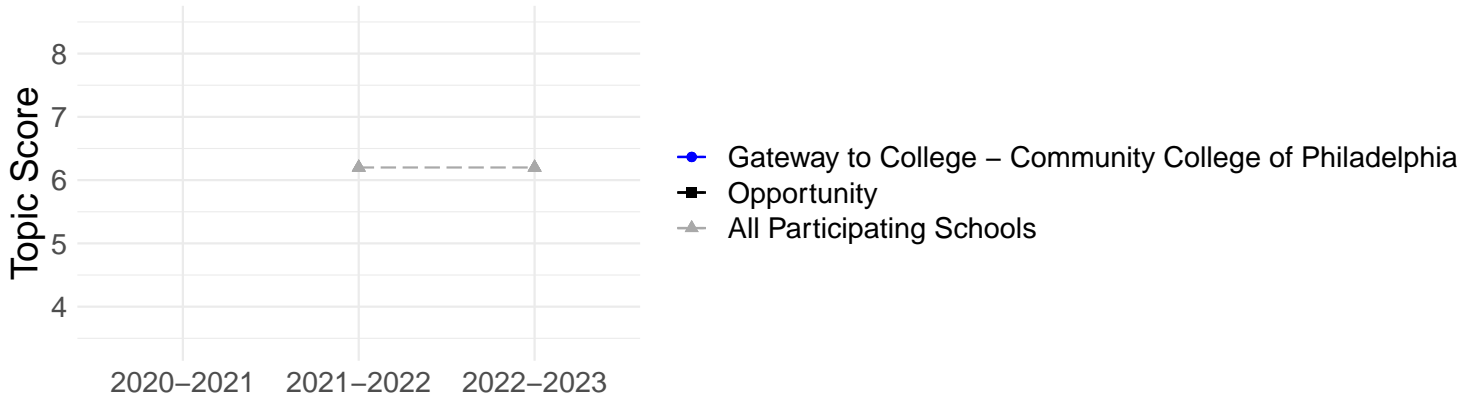 Topic Score
8
7
6
5
4
2020–2021 2021–2022 2022–2023
Gateway to College – Community College of Philadelphia
Opportunity
All Participating Schools